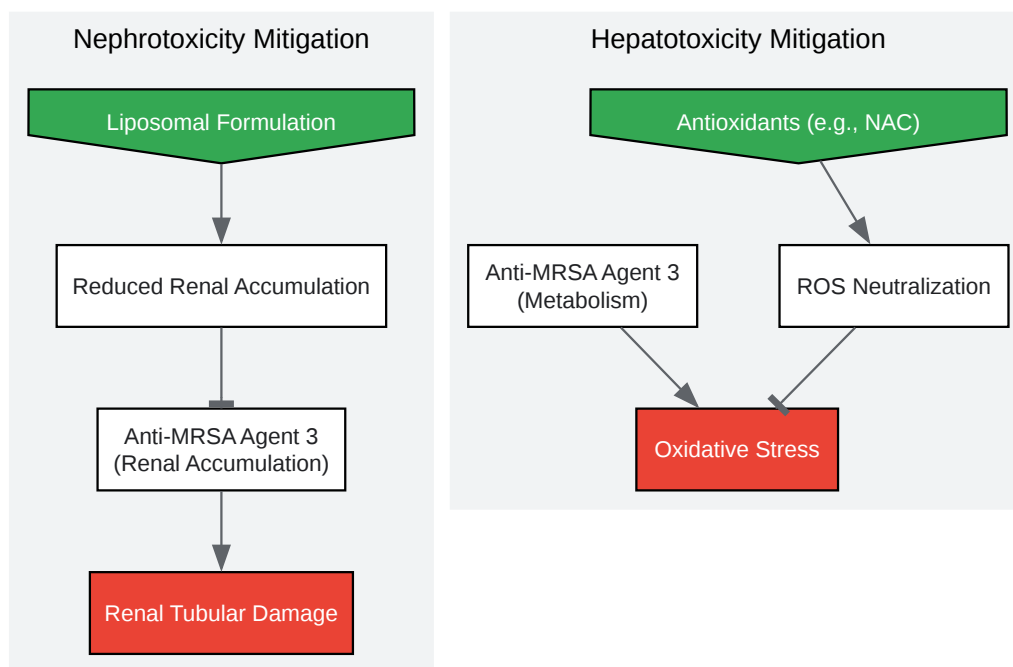 Nephrotoxicity Mitigation
Liposomal Formulation
Reduced Renal Accumulation
Anti-MRSA Agent 3
(Renal Accumulation)
Renal Tubular Damage
Hepatotoxicity Mitigation
Antioxidants (e.g., NAC)
Anti-MRSA Agent 3
(Metabolism)
ROS Neutralization
Oxidative Stress